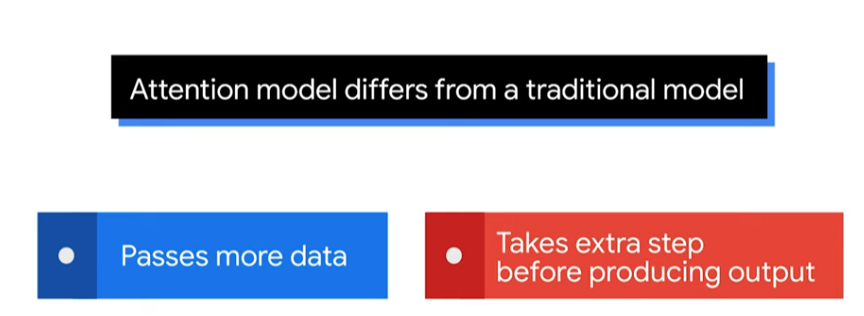 Attention model differs from a traditional model
Passes more data
Takes extra step
before producing output